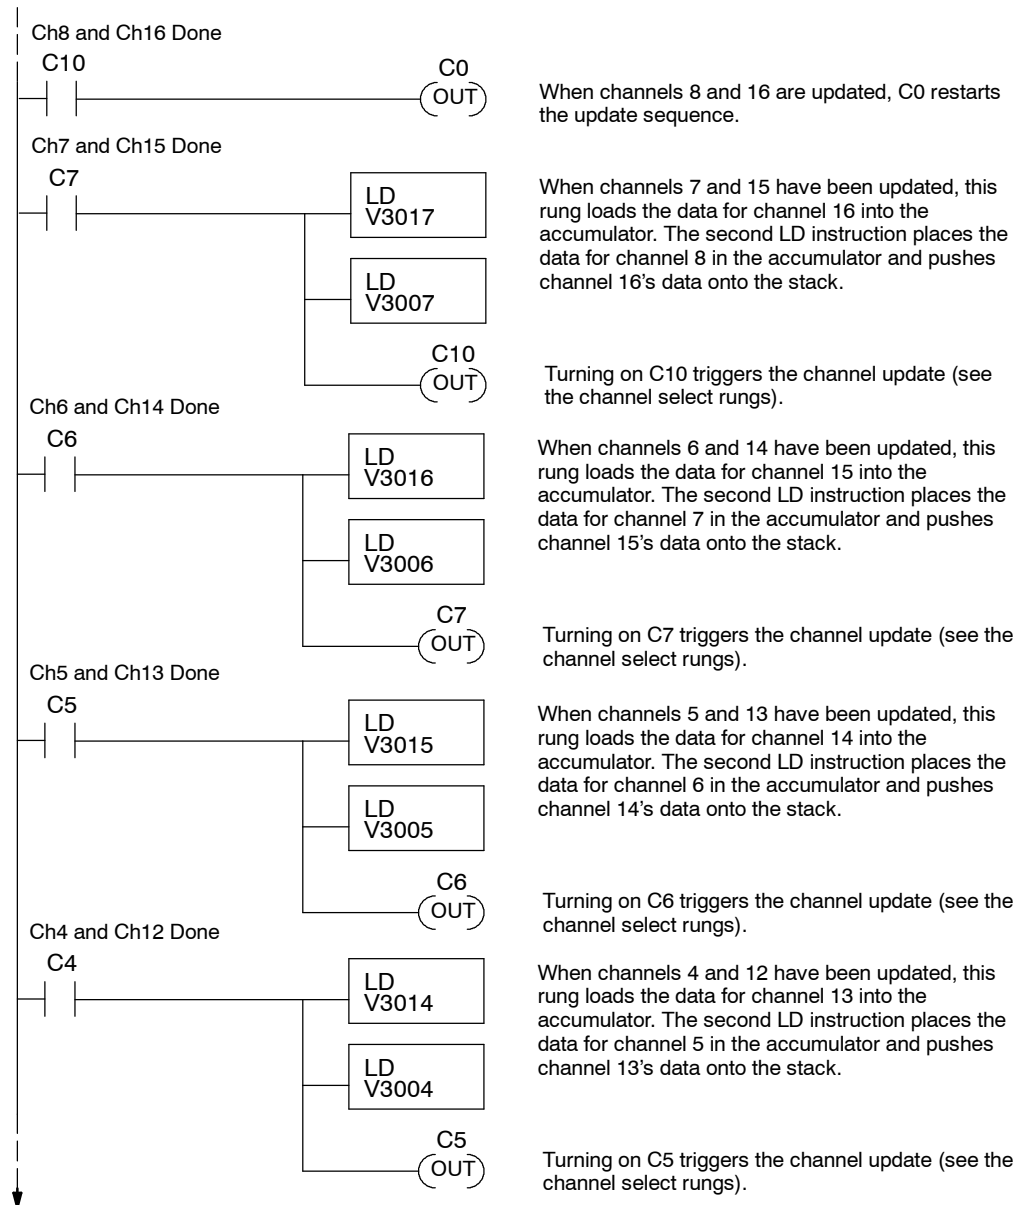 Ch8 and Ch16 Done
C10
C0
OUT
When channels 8 and 16 are updated, C0 restarts
the update sequence.
Ch7 and Ch15 Done
C7
LD
V3017
When channels 7 and 15 have been updated, this
rung loads the data for channel 16 into the
accumulator. The second LD instruction places the
data for channel 8 in the accumulator and pushes
channel 16's data onto the stack.
LD
V3007
C10
OUT
Turning on C10 triggers the channel update (see
the channel select rungs).
Ch6 and Ch14 Done
C6
LD
V3016
When channels 6 and 14 have been updated, this
rung loads the data for channel 15 into the
accumulator. The second LD instruction places the
data for channel 7 in the accumulator and pushes
channel 15's data onto the stack.
LD
V3006
C7
OUT
Turning on C7 triggers the channel update (see the
channel select rungs).
Ch5 and Ch13 Done
C5
LD
V3015
When channels 5 and 13 have been updated, this
rung loads the data for channel 14 into the
accumulator. The second LD instruction places the
data for channel 6 in the accumulator and pushes
channel 14's data onto the stack.
LD
V3005
C6
OUT
Turning on C6 triggers the channel update (see the
channel select rungs).
Ch4 and Ch12 Done
C4
LD
V3014
When channels 4 and 12 have been updated, this
rung loads the data for channel 13 into the
accumulator. The second LD instruction places the
data for channel 5 in the accumulator and pushes
channel 13's data onto the stack.
LD
V3004
C5
OUT
Turning on C5 triggers the channel update (see the
channel select rungs).